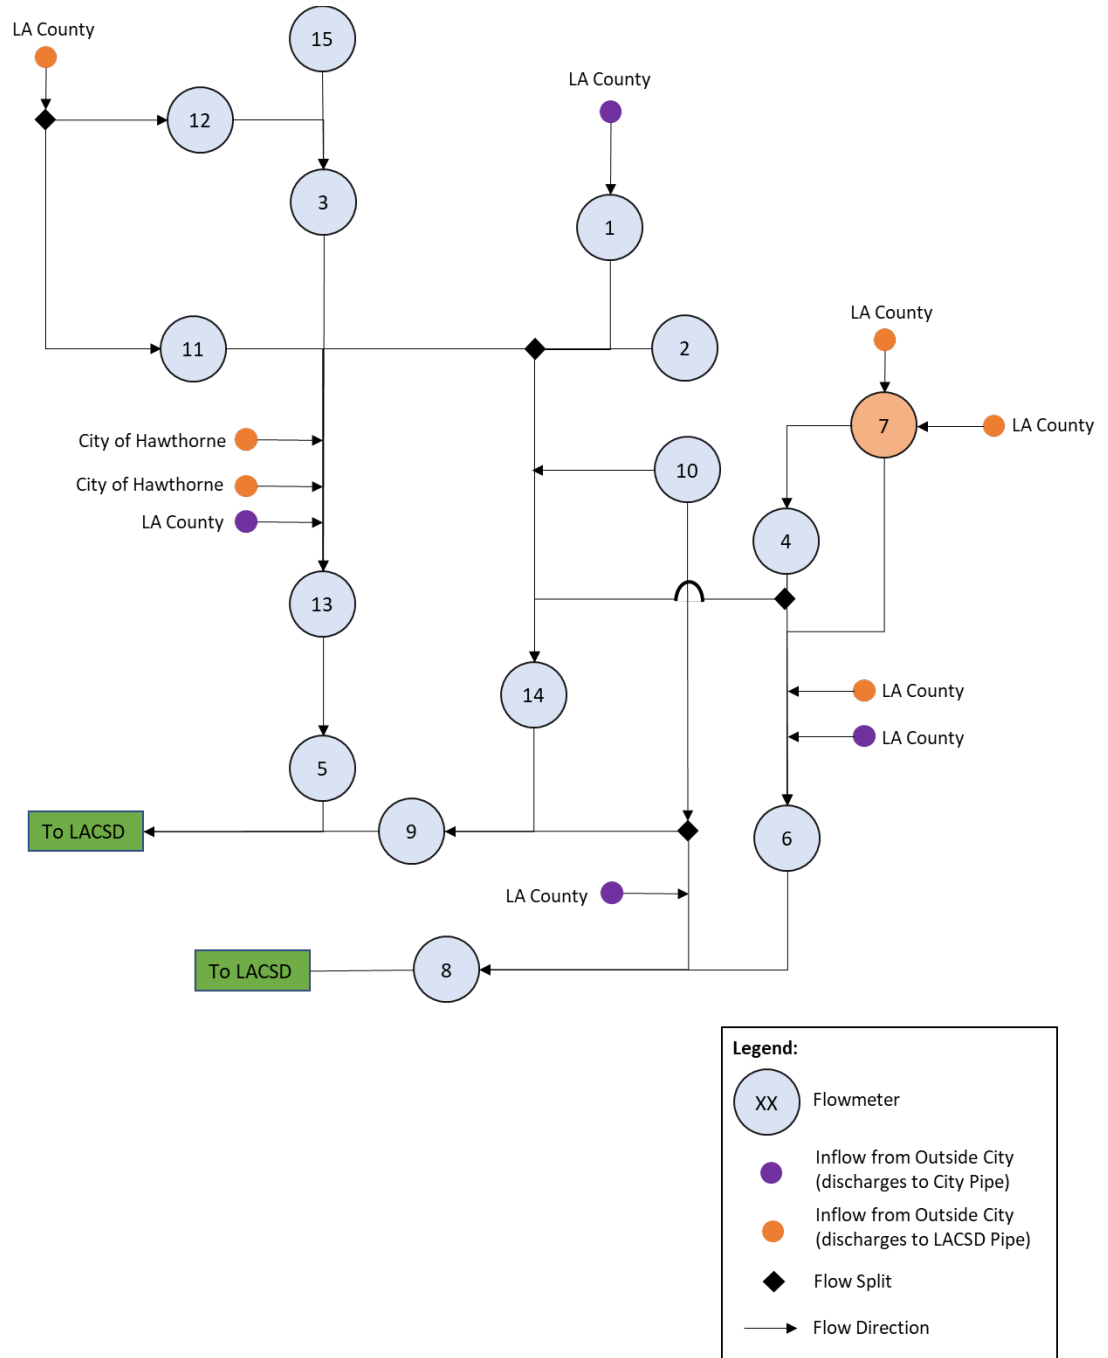 LA County
15
LA County
12
3
1
LA County
11
2
7
LA County
City of Hawthorne
10
City of Hawthorne
LA County
4
13
14
LA County
LA County
5
To LACSD
9
6
LA County
To LACSD
8
Legend:
XX
Flowmeter
Inflow from Outside City
(discharges to City Pipe)
Inflow from Outside City
(discharges to LACSD Pipe)
Flow Split
Flow Direction